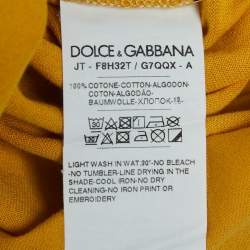 DOLCE & GABBANA
JT - F8H32T / G7QQX - A
100% COTONE-COTTON-ALGODON-
COTON-ALGODÃO-
BAUMWOLLE-ХЛОПОК-
30
LIGHT WASH IN WAT.30°-NO BLEACH
-NO TUMBLER-LINE DRYING IN THE
SHADE-COOL IRON-NO DRY
CLEANING-NO IRON PRINT OR
EMBROIDERY